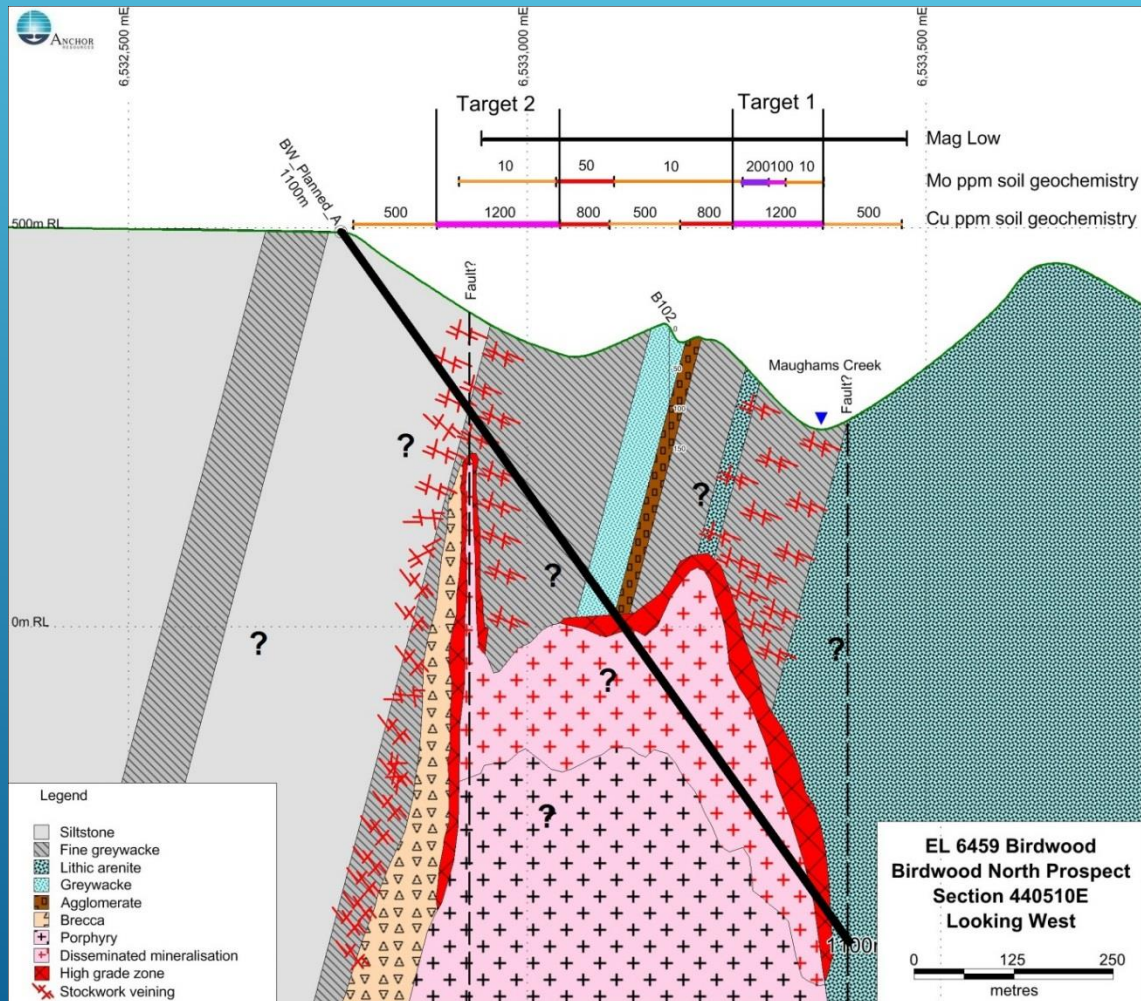 ANCHOR
RESOURCES
6,532,500 mE
6,533,000 mE
6,533,500 mE
Target 2
Target 1
Mag Low
10 50 10 200 100 10
Mo ppm soil geochemistry
500 1200 800 500 800 1200 500
Cu ppm soil geochemistry
BW_Planned_A
1100m
500m RL
Fault?
B102
0
50
100
150
Maughams Creek
Fault?
?
?
?
?
0m RL
?
?
?
?
1100m
Legend
Siltstone
Fine greywacke
Lithic arenite
Greywacke
Agglomerate
Brecca
Porphyry
Disseminated mineralisation
High grade zone
Stockwork veining
EL 6459 Birdwood
Birdwood North Prospect
Section 440510E
Looking West
0 125 250
metres